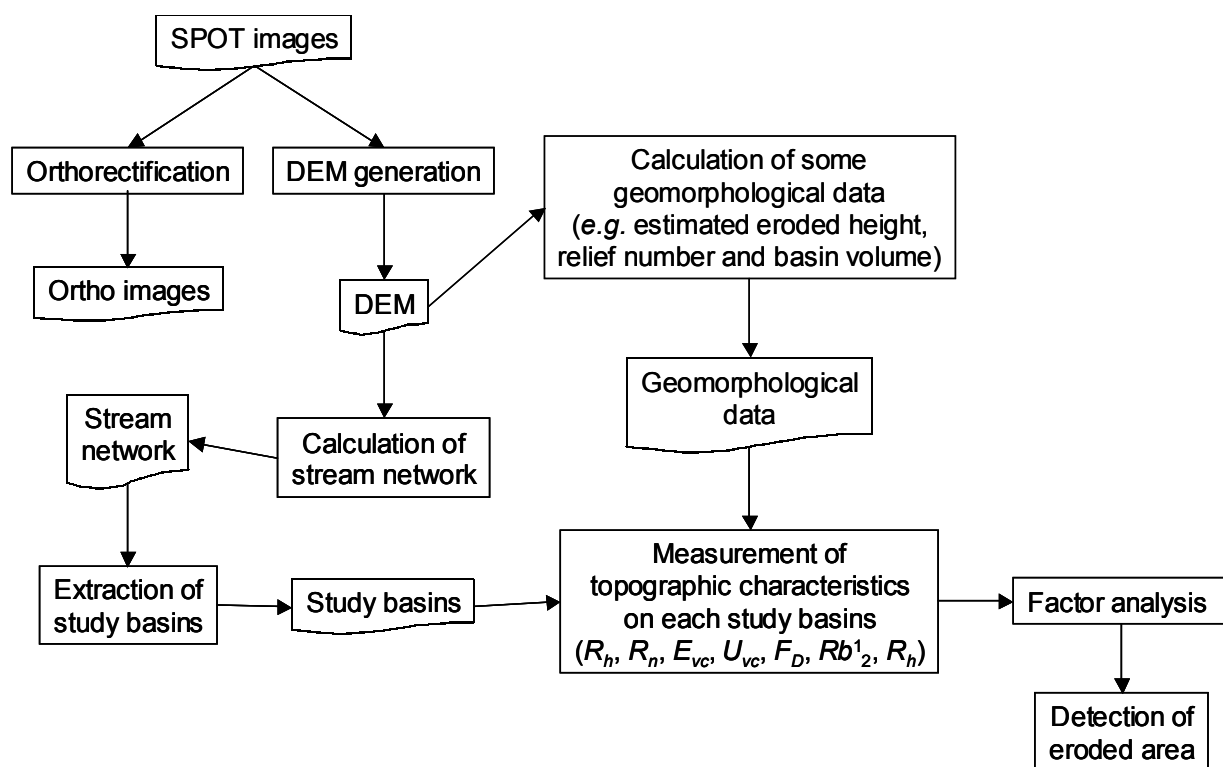 SPOT images
Orthorectification
DEM generation
Calculation of some
geomorphological data
(e.g. estimated eroded height,
relief number and basin volume)
Ortho images
DEM
Geomorphological
data
Stream
network
Calculation of
stream network
Extraction of
study basins
Study basins
Measurement of
topographic characteristics
on each study basins
(Rh, Rn, Evc, Uvc, FD, Rb¹₂, Rh)
Factor analysis
Detection of
eroded area